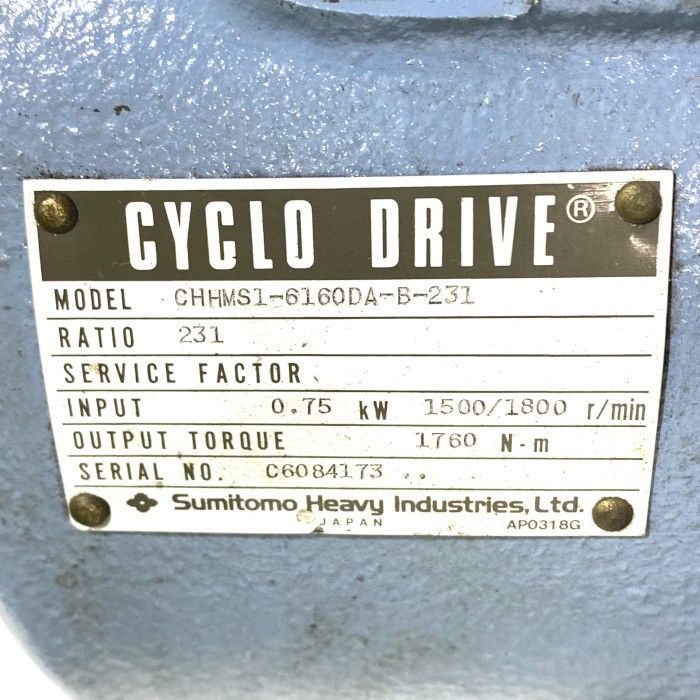 CYCLO DRIVE®
MODEL CHHMS1-6160DA-B-231
RATIO 231
SERVICE FACTOR
INPUT 0.75 kW 1500/1800 r/min
OUTPUT TORQUE 1760 N·m
SERIAL NO. C6084173
Sumitomo Heavy Industries, Ltd.
JAPAN AP0318G